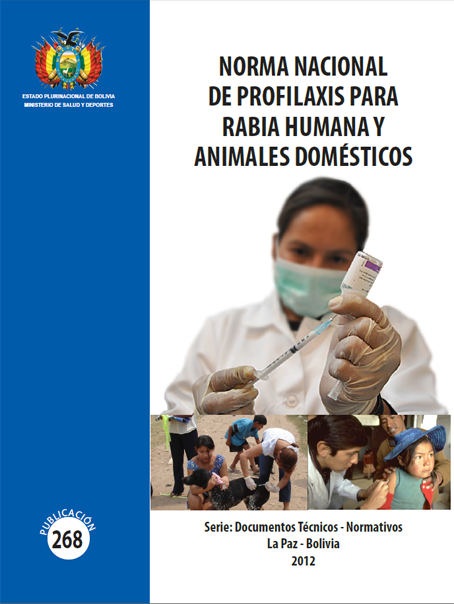 ESTADO PLURINACIONAL DE BOLIVIA
MINISTERIO DE SALUD Y DEPORTES
NORMA NACIONAL
DE PROFILAXIS PARA
RABIA HUMANA Y
ANIMALES DOMÉSTICOS
PUBLICACIÓN
268
Serie: Documentos Técnicos - Normativos
La Paz - Bolivia
2012